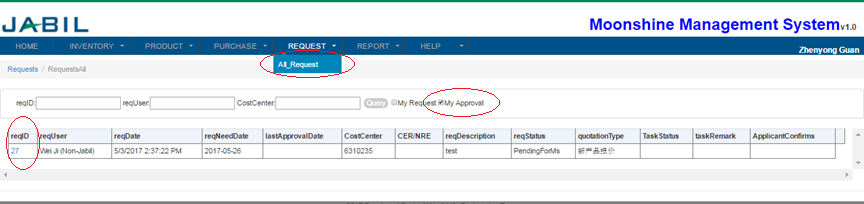 JABIL
Moonshine Management System v1.0
HOME INVENTORY PRODUCT PURCHASE REQUEST REPORT HELP
Zhenyong Guan
All_Request
Requests / RequestsAll
reqID: reqUser: CostCenter: Query My Request My Approval
reqID reqUser reqDate reqNeedDate lastApprovalDate CostCenter CER/NRE reqDescription reqStatus quotationType TaskStatus taskRemark ApplicantConfirms
27 Wei Ji (Non-Jabil) 5/3/2017 2:37:22 PM 2017-05-26 6310235 test PendingForMs 新产品报价